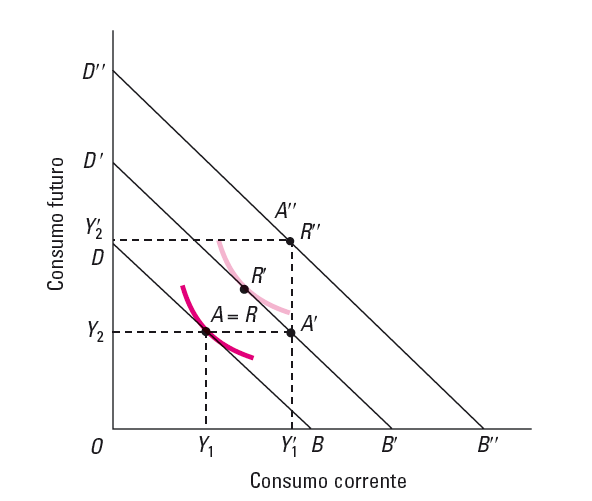 D''
D'
Consumo futuro
A''
Y'2
R''
D
R'
A = R
A'
Y2
O
Y1
Y'1
B
B'
B''
Consumo corrente